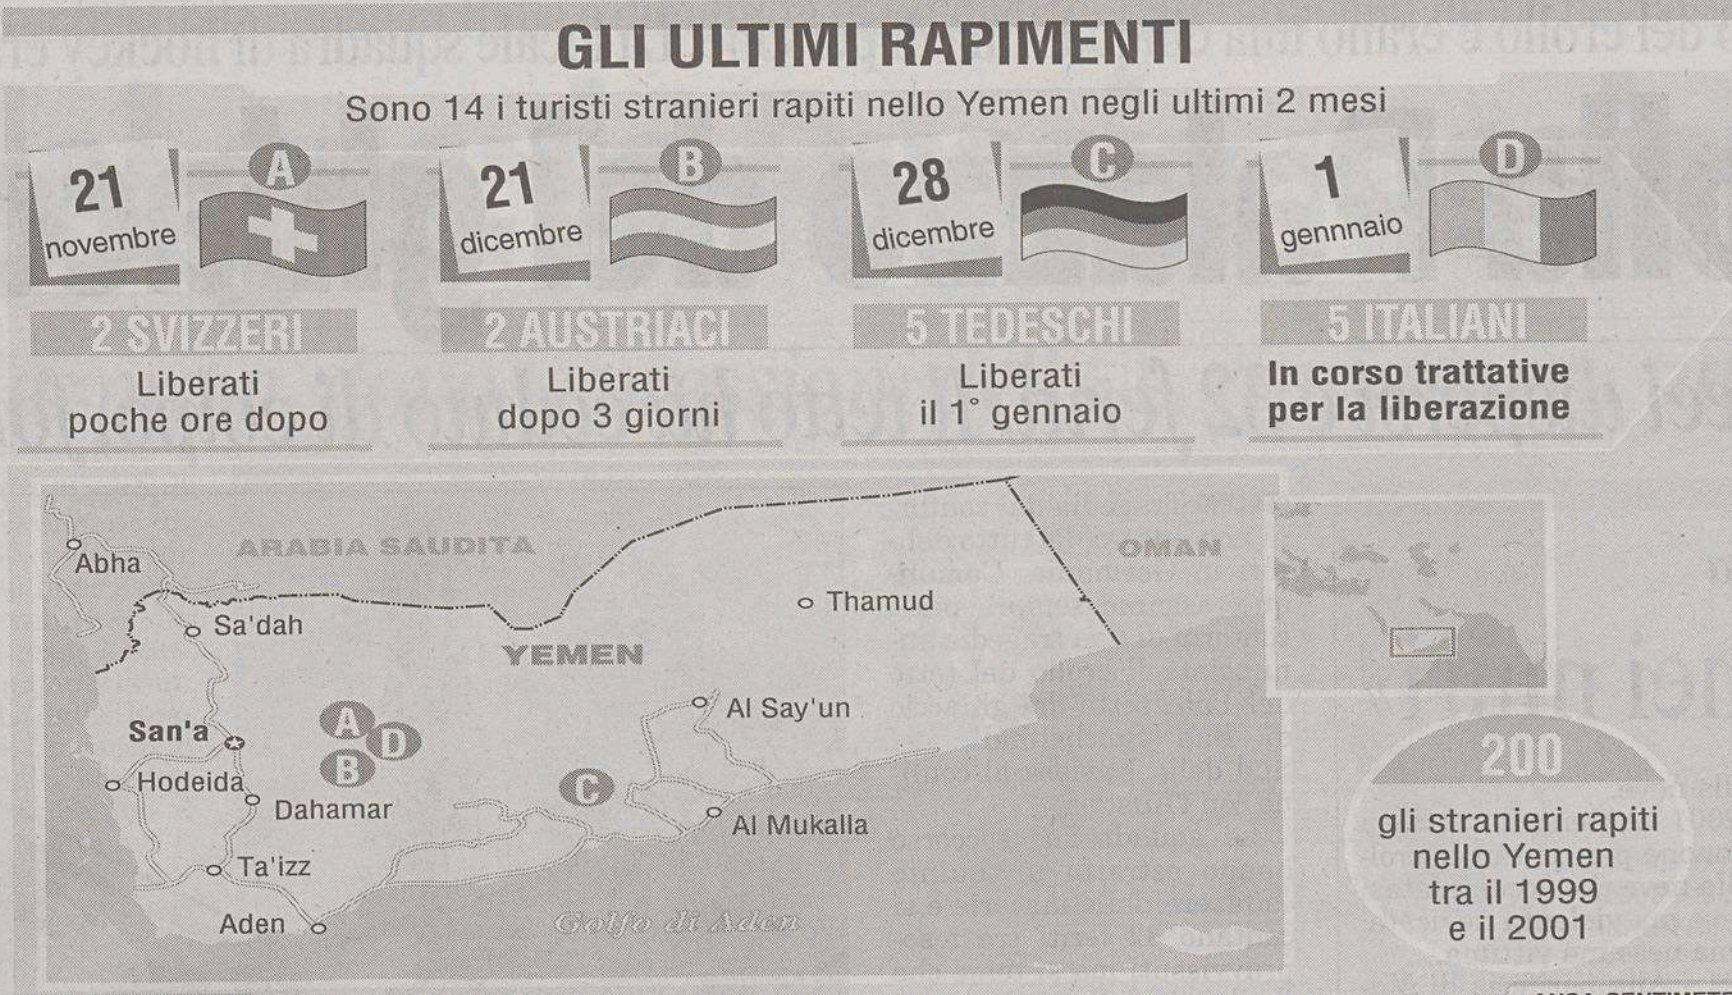 GLI ULTIMI RAPIMENTI
Sono 14 i turisti stranieri rapiti nello Yemen negli ultimi 2 mesi
21
novembre
A
2 SVIZZERI
Liberati
poche ore dopo
21
dicembre
B
2 AUSTRIACI
Liberati
dopo 3 giorni
28
dicembre
C
5 TEDESCHI
Liberati
il 1° gennaio
1
gennnaio
D
5 ITALIANI
In corso trattative
per la liberazione
ARABIA SAUDITA
OMAN
Abha
Thamud
Sa'dah
YEMEN
Al Say'un
San'a
A
D
B
C
Hodeida
Dahamar
Al Mukalla
Ta'izz
Aden
Golfo di Aden
200
gli stranieri rapiti
nello Yemen
tra il 1999
e il 2001